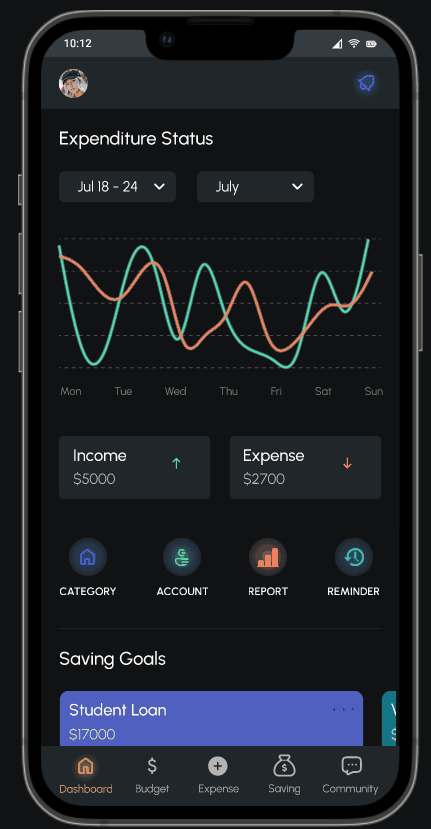 10:12
Expenditure Status
Jul 18 - 24 July
Mon Tue Wed Thu Fri Sat Sun
Income
$5000
Expense
$2700
CATEGORY ACCOUNT REPORT REMINDER
Saving Goals
Student Loan
$17000
Dashboard Budget Expense Saving Community